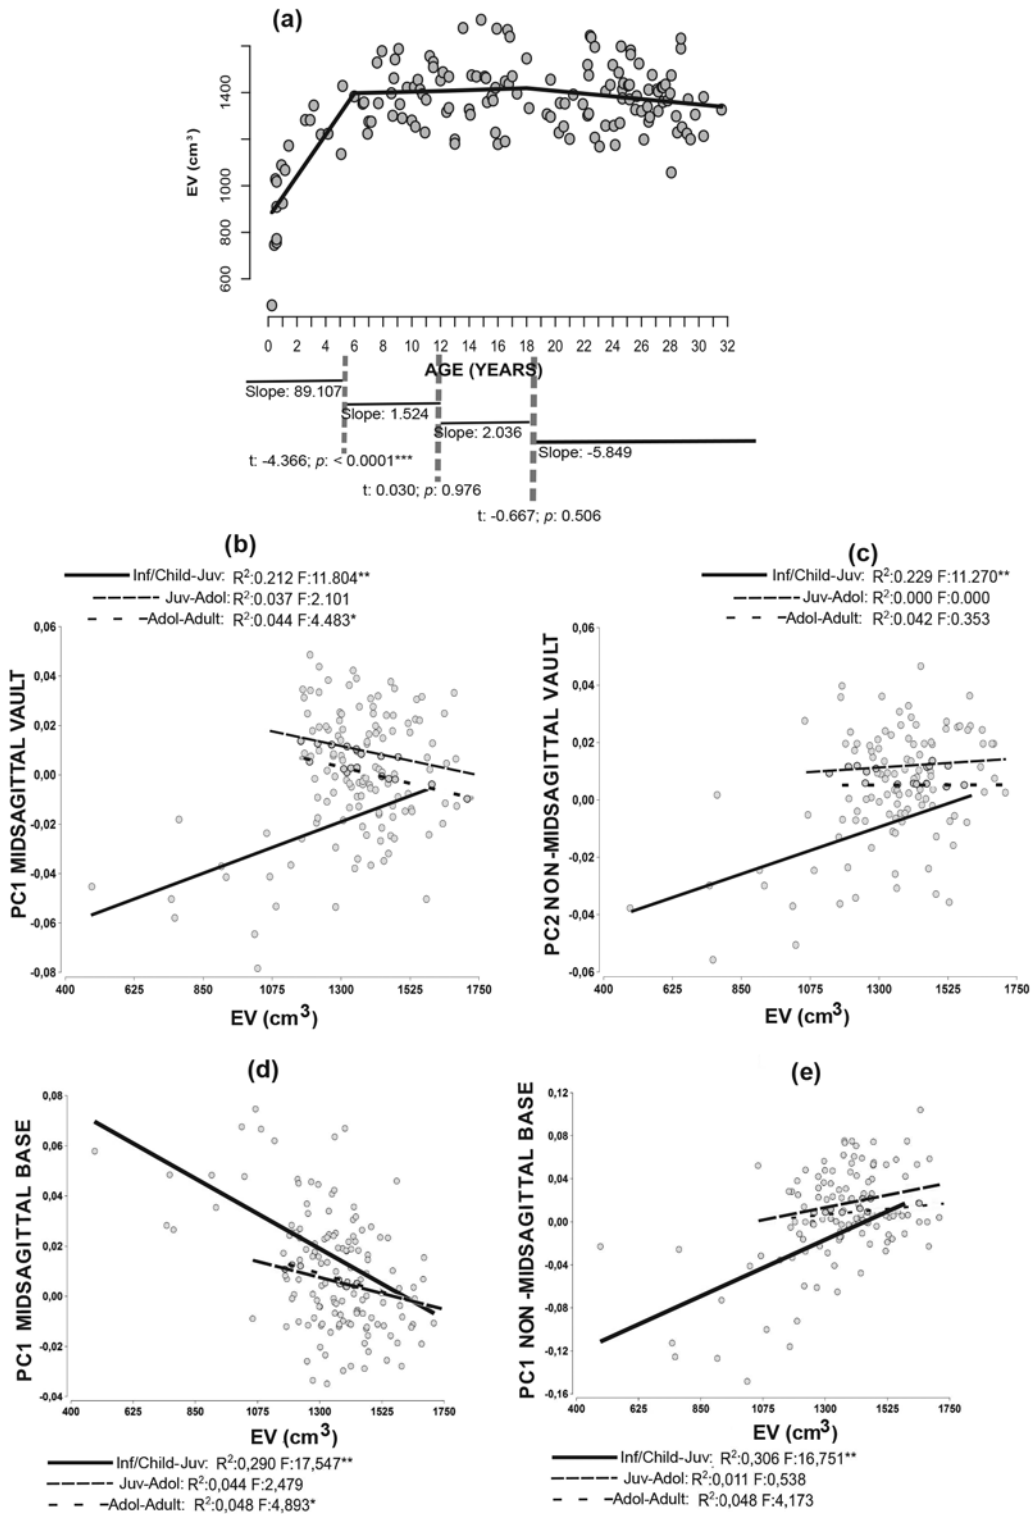 (a)
EV (cm³)
1400
1000
800
600
0 2 4 6 8 10 12 14 16 18 20 22 24 26 28 30 32
AGE (YEARS)
Slope: 89.107
Slope: 1.524
Slope: 2.036
Slope: -5.849
t: -4.366; p: < 0.0001***
t: 0.030; p: 0.976
t: -0.667; p: 0.506
(b)
Inf/Child-Juv: R²:0.212 F:11.804**
Juv-Adol: R²:0.037 F:2.101
Adol-Adult: R²:0.044 F:4.483*
PC1 MIDSAGITTAL VAULT
0,06
0,04
0,02
0,00
-0,02
-0,04
-0,06
-0,08
400 625 850 1075 1300 1525 1750
EV (cm³)
(c)
Inf/Child-Juv: R²:0.229 F:11.270**
Juv-Adol: R²:0.000 F:0.000
Adol-Adult: R²:0.042 F:0.353
PC2 NON-MIDSAGITTAL VAULT
0,06
0,04
0,02
0,00
-0,02
-0,04
-0,06
400 625 850 1075 1300 1525 1750
EV (cm³)
(d)
PC1 MIDSAGITTAL BASE
0,08
0,06
0,04
0,02
0,00
-0,02
-0,04
400 625 850 1075 1300 1525 1750
EV (cm³)
Inf/Child-Juv: R²:0,290 F:17,547**
Juv-Adol: R²:0,044 F:2,479
Adol-Adult: R²:0,048 F:4,893*
(e)
PC1 NON -MIDSAGITTAL BASE
0,12
0,08
0,04
0,00
-0,04
-0,08
-0,12
-0,16
400 625 850 1075 1300 1525 1750
EV (cm³)
Inf/Child-Juv: R²:0,306 F:16,751**
Juv-Adol: R²:0,011 F:0,538
Adol-Adult: R²:0,048 F:4,173